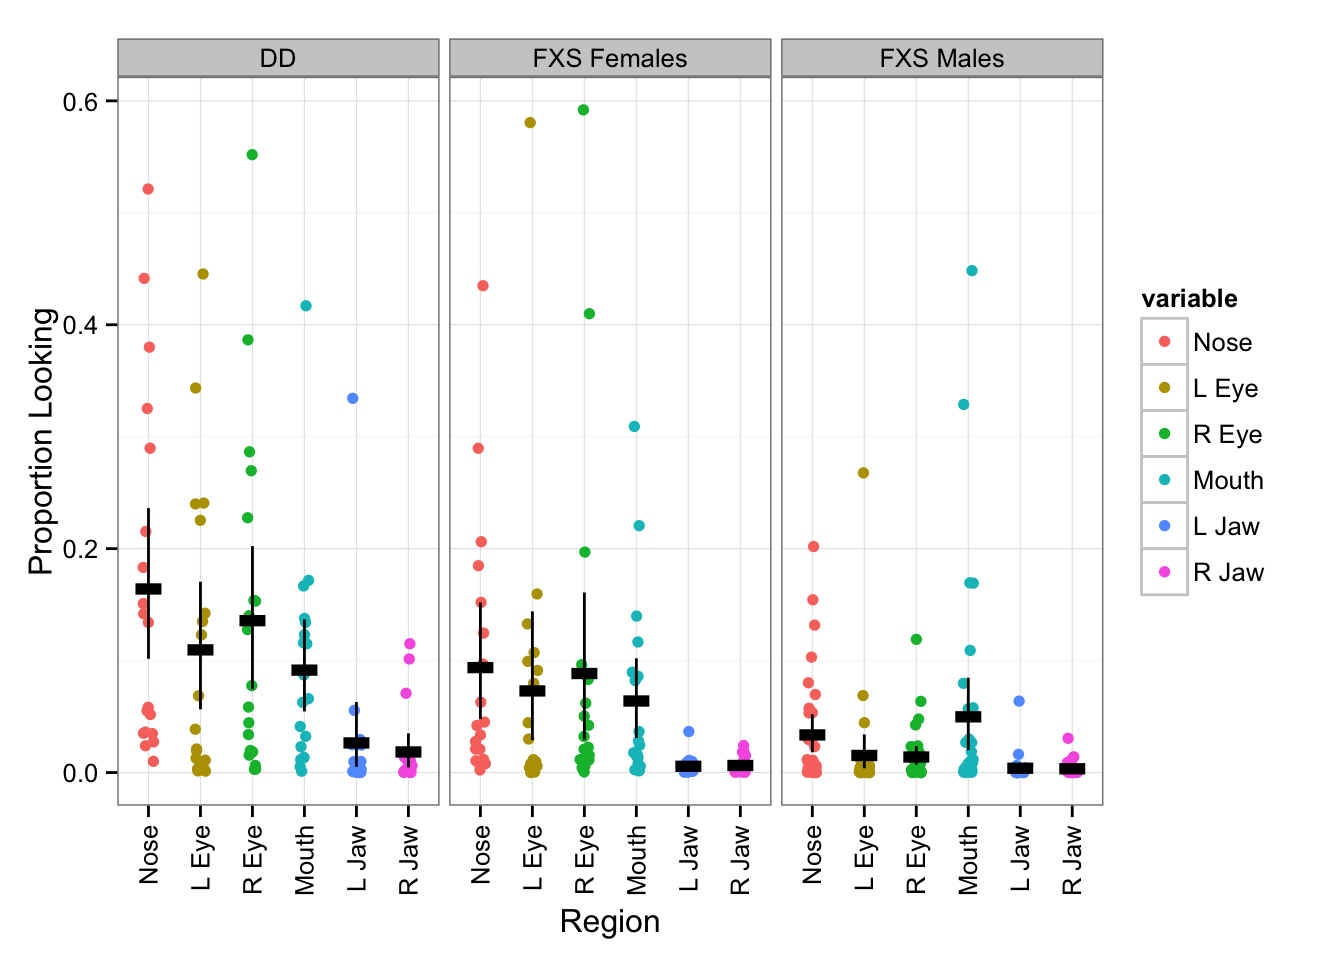 DD
FXS Females
FXS Males
Proportion Looking
0.6
0.4
0.2
0.0
Nose
L Eye
R Eye
Mouth
L Jaw
R Jaw
Nose
L Eye
R Eye
Mouth
L Jaw
R Jaw
Nose
L Eye
R Eye
Mouth
L Jaw
R Jaw
Region
variable
Nose
L Eye
R Eye
Mouth
L Jaw
R Jaw